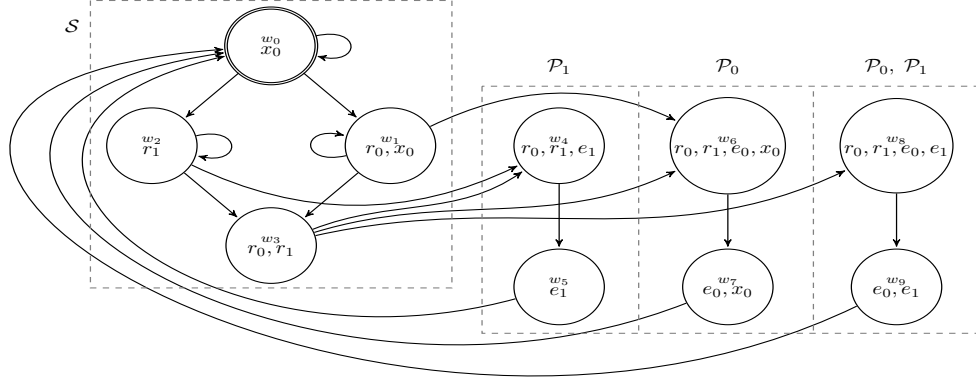 𝒮
w₀
x₀
𝒫₁
𝒫₀
𝒫₀, 𝒫₁
w₂
r₁
w₁
r₀, x₀
w₄
r₀, r₁, e₁
w₆
r₀, r₁, e₀, x₀
w₈
r₀, r₁, e₀, e₁
w₃
r₀, r₁
w₅
e₁
w₇
e₀, x₀
w₉
e₀, e₁